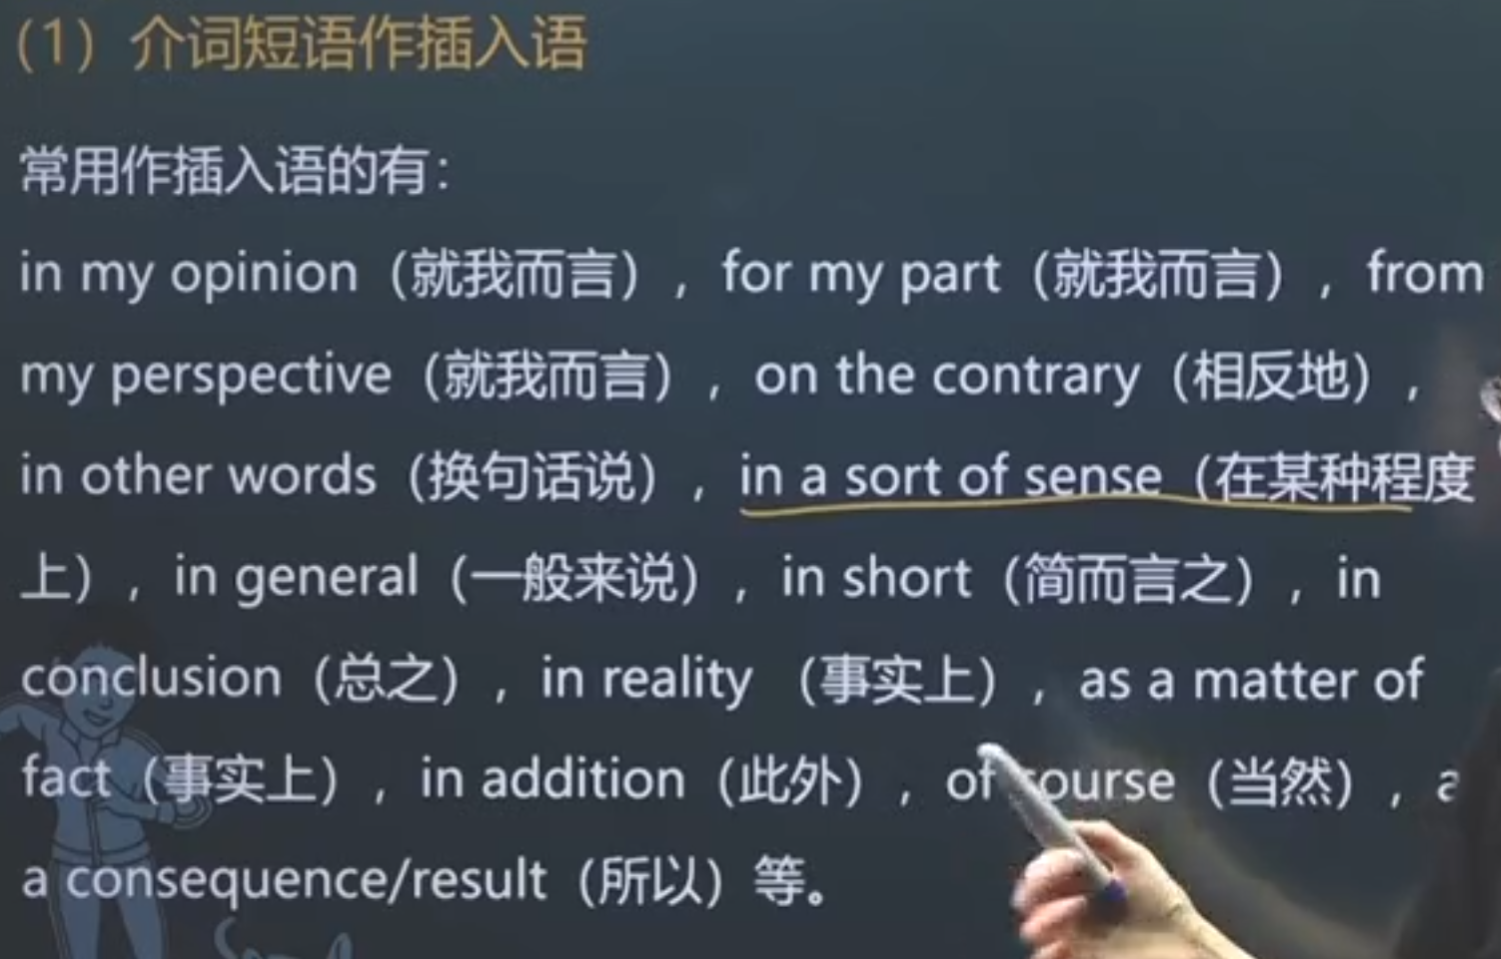 （1）介词短语作插入语
常用作插入语的有：
in my opinion（就我而言），for my part（就我而言），from
my perspective（就我而言），on the contrary（相反地），
in other words（换句话说），in a sort of sense（在某种程度
上），in general（一般来说），in short（简而言之），in
conclusion（总之），in reality （事实上），as a matter of
fact（事实上），in addition（此外），of course（当然），
a consequence/result（所以）等。